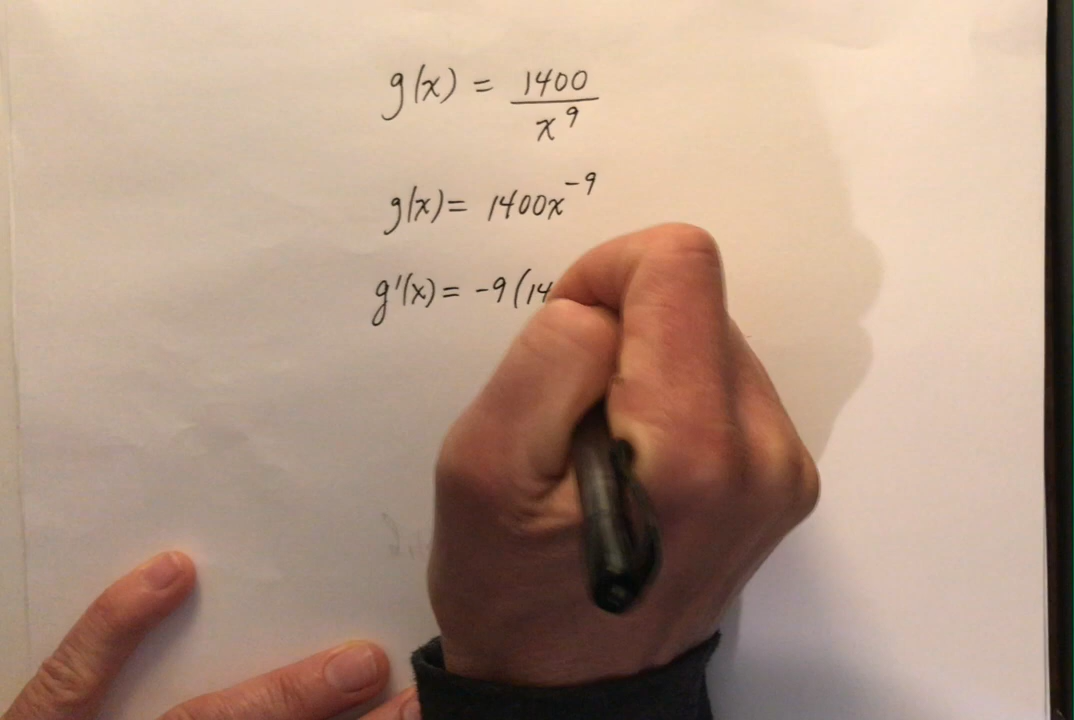 g(x) = 1400/x^9
g(x) = 1400x^-9
g'(x) = -9(14